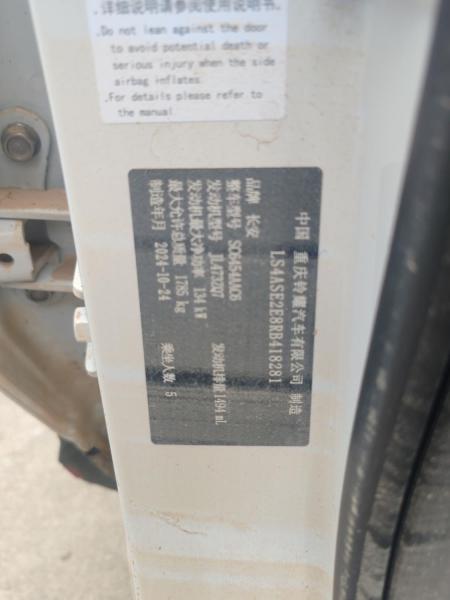 .详细说明请参阅使用说明书.
.Do not lean against the door
to avoid potential death or
serious injury when the side
airbag inflates.
.For details please refer to
the manual.
中国 重庆铃耀汽车有限公司 制造
LS4ASE2E8RB418281
品牌 长安
整车型号 SC6454AAC6
发动机型号 JL473ZQ7 发动机排量 1494 mL
发动机最大净功率 134 kW
最大允许总质量 1785 kg 乘坐人数 5
制造年月 2024-10-24